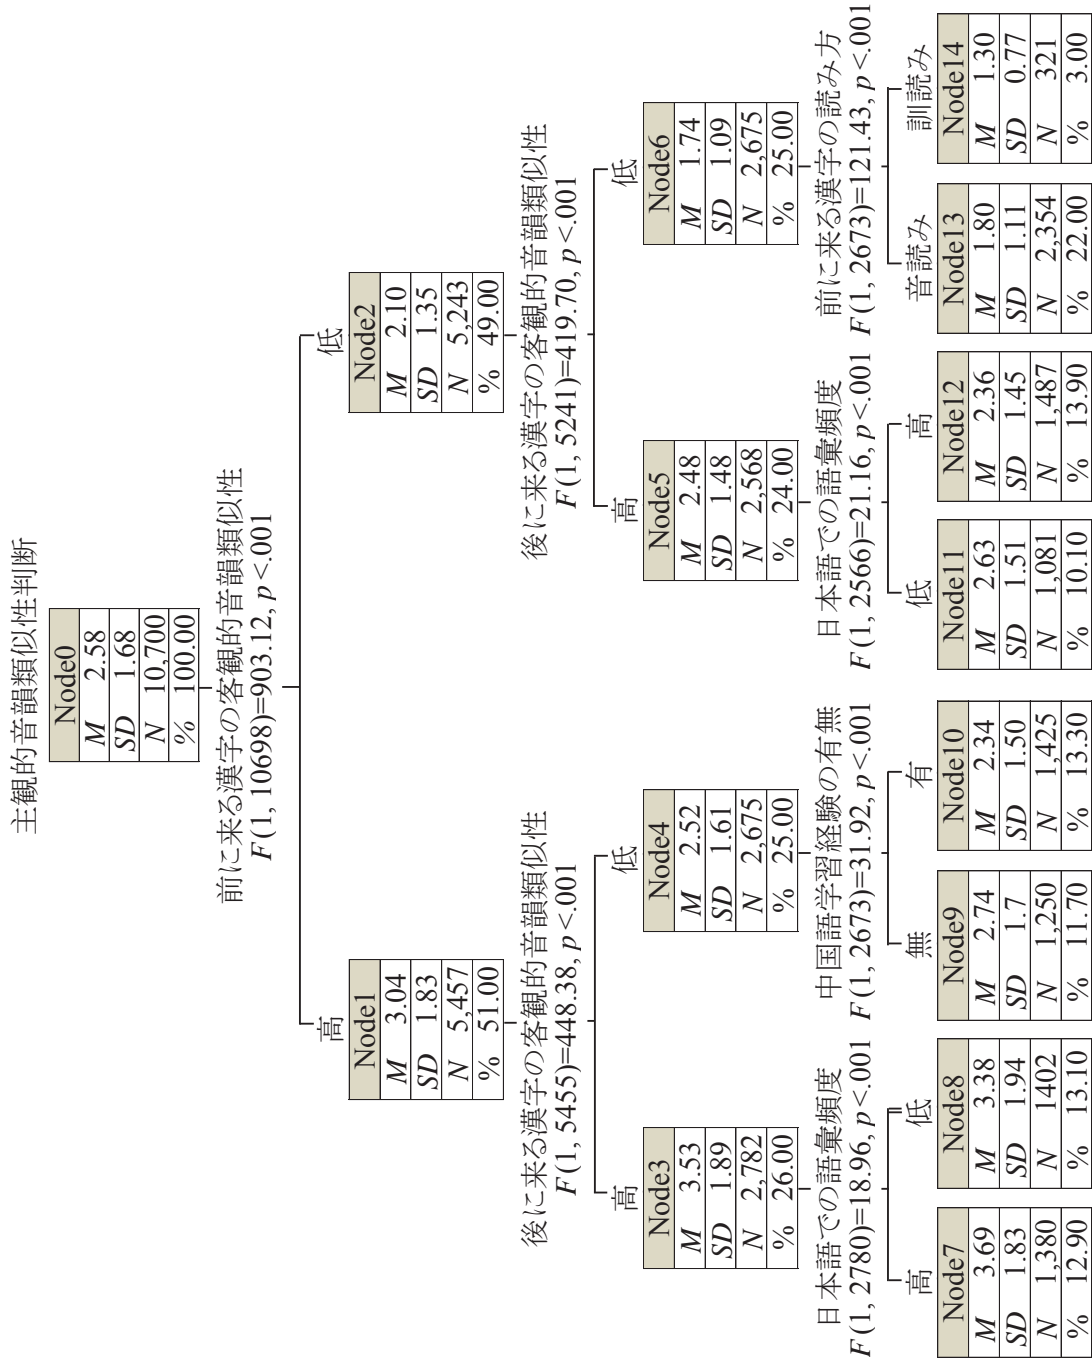 主観的音韻類似性判断
Node0
M 2.58
SD 1.68
N 10,700
% 100.00
前に来る漢字の客観的音韻類似性
F(1, 10698)=903.12, p<.001
高
Node1
M 3.04
SD 1.83
N 5,457
% 51.00
低
Node2
M 2.10
SD 1.35
N 5,243
% 49.00
後に来る漢字の客観的音韻類似性
F(1, 5455)=448.38, p<.001
後に来る漢字の客観的音韻類似性
F(1, 5241)=419.70, p<.001
高
Node3
M 3.53
SD 1.89
N 2,782
% 26.00
低
Node4
M 2.52
SD 1.61
N 2,675
% 25.00
高
Node5
M 2.48
SD 1.48
N 2,568
% 24.00
低
Node6
M 1.74
SD 1.09
N 2,675
% 25.00
日本語での語彙頻度
F(1, 2780)=18.96, p<.001
中国語学習経験の有無
F(1, 2673)=31.92, p<.001
日本語での語彙頻度
F(1, 2566)=21.16, p<.001
前に来る漢字の読み方
F(1, 2673)=121.43, p<.001
高
Node7
M 3.69
SD 1.83
N 1,380
% 12.90
低
Node8
M 3.38
SD 1.94
N 1402
% 13.10
無
Node9
M 2.74
SD 1.7
N 1,250
% 11.70
有
Node10
M 2.34
SD 1.50
N 1,425
% 13.30
低
Node11
M 2.63
SD 1.51
N 1,081
% 10.10
高
Node12
M 2.36
SD 1.45
N 1,487
% 13.90
音読み
Node13
M 1.80
SD 1.11
N 2,354
% 22.00
訓読み
Node14
M 1.30
SD 0.77
N 321
% 3.00